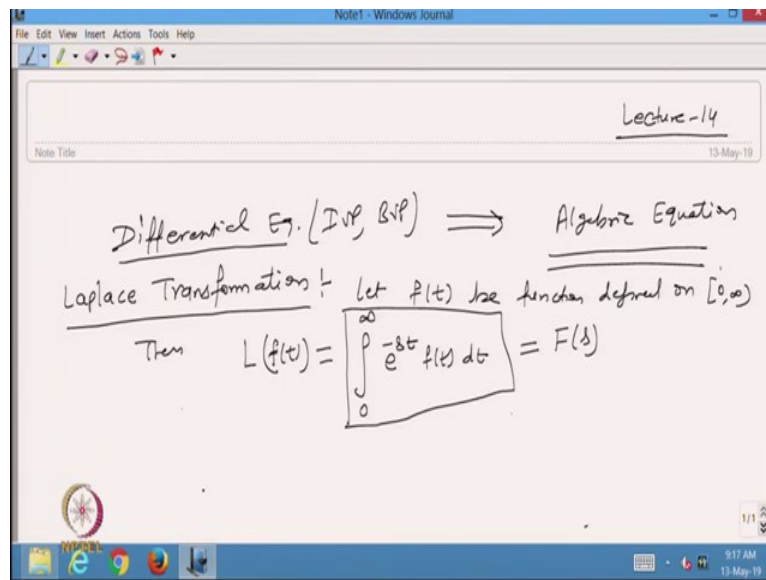 Note1 - Windows Journal
File Edit View Insert Actions Tools Help
Lecture-14
Note Title
13-May-19
Differential Eq. (IVP, BVP) ⟹ Algebric Equation
Laplace Transformation:- Let f(t) be function defined on [0,∞)
Then L(f(t)) = ∫₀^∞ e^{-st} f(t) dt = F(s)
1/1
NPTEL
9:17 AM
13-May-19